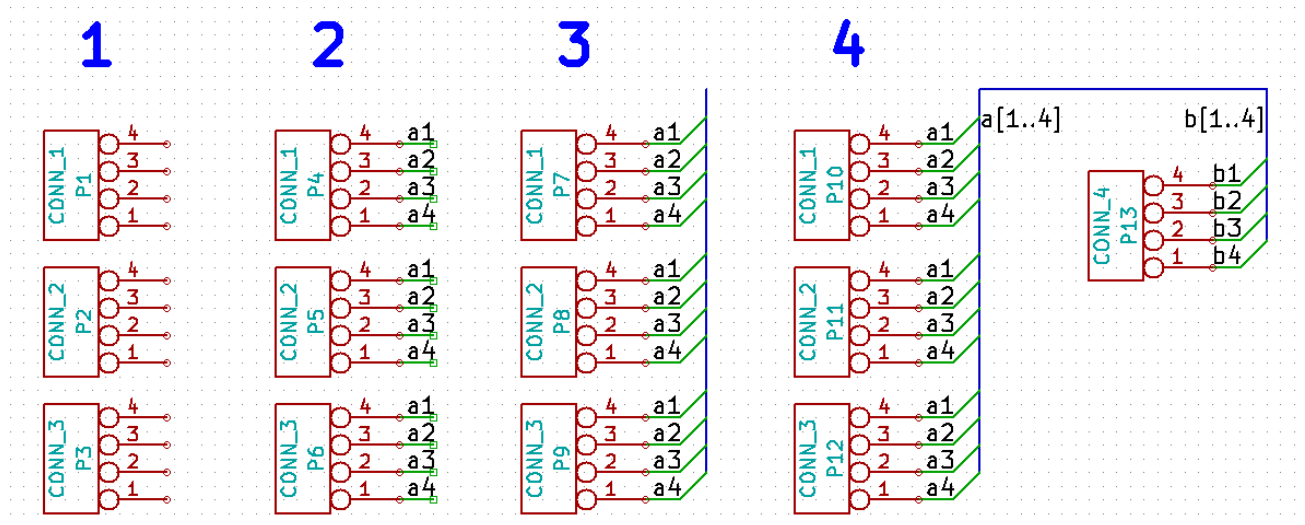 1
2
3
4
CONN_1
P1
4
3
2
1
CONN_2
P2
4
3
2
1
CONN_3
P3
4
3
2
1
CONN_1
P4
4 a1
3 a2
2 a3
1 a4
CONN_2
P5
4 a1
3 a2
2 a3
1 a4
CONN_3
P6
4 a1
3 a2
2 a3
1 a4
CONN_1
P7
4 a1
3 a2
2 a3
1 a4
CONN_2
P8
4 a1
3 a2
2 a3
1 a4
CONN_3
P9
4 a1
3 a2
2 a3
1 a4
CONN_1
P10
4 a1
3 a2
2 a3
1 a4
CONN_2
P11
4 a1
3 a2
2 a3
1 a4
CONN_3
P12
4 a1
3 a2
2 a3
1 a4
a[1..4]
b[1..4]
CONN_4
P13
4 b1
3 b2
2 b3
1 b4